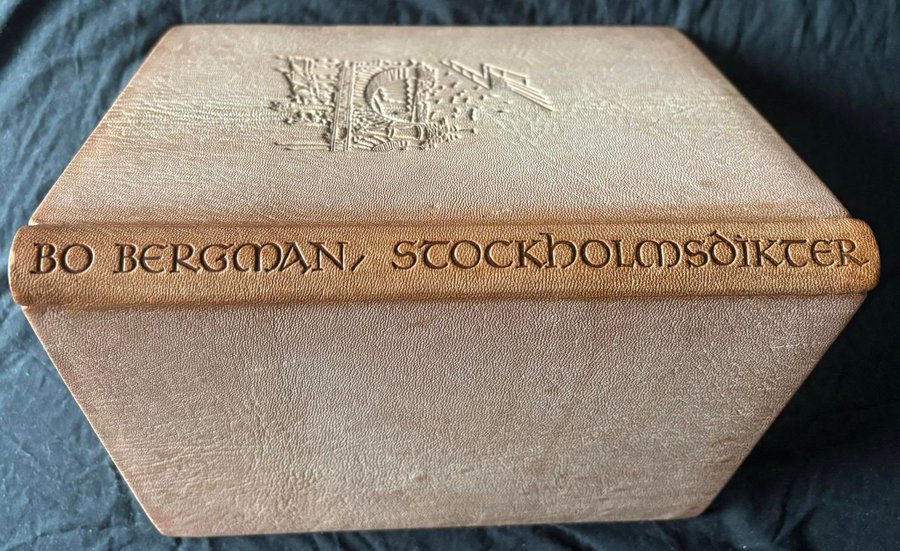 BO BERGMAN, STOCKHOLMSDIKTER